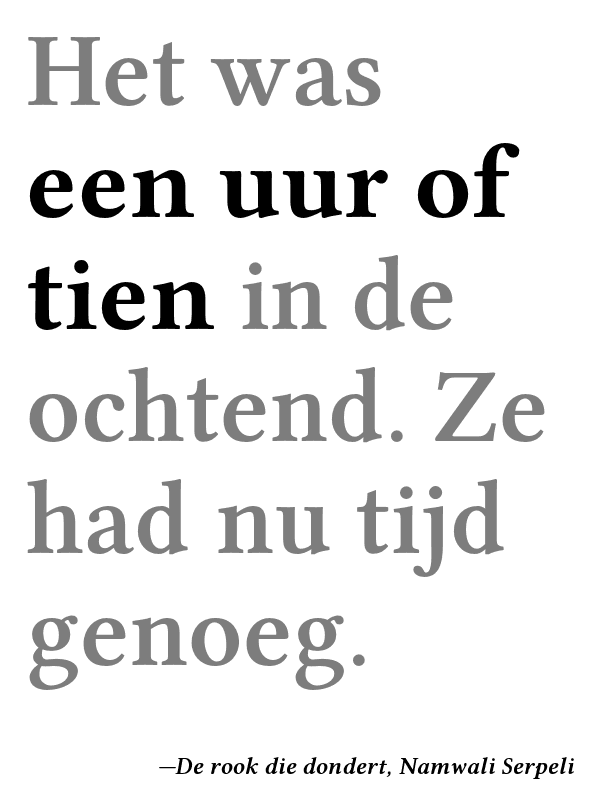 Het was
een uur of
tien in de
ochtend. Ze
had nu tijd
genoeg.
—De rook die dondert, Namwali Serpeli